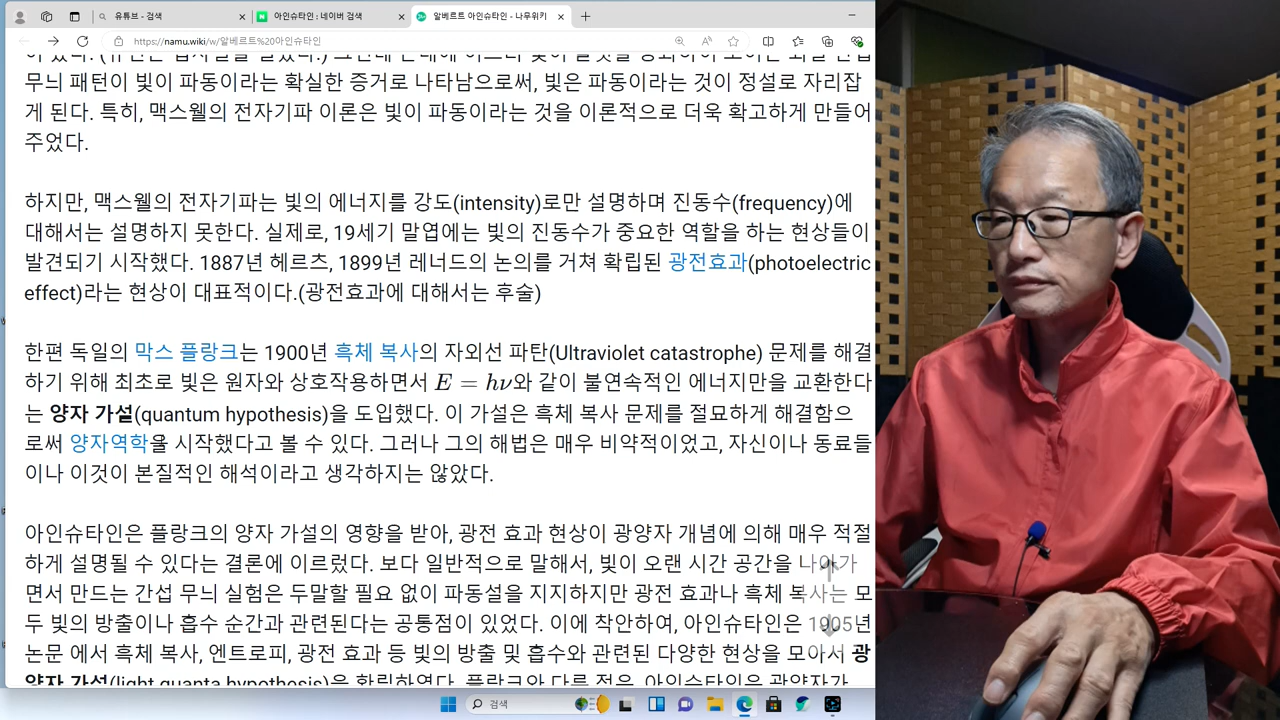 유튜브 - 검색
아인슈타인 : 네이버 검색
알베르트 아인슈타인 - 나무위키
https://namu.wiki/w/알베르트%20아인슈타인
무늬 패턴이 빛이 파동이라는 확실한 증거로 나타남으로써, 빛은 파동이라는 것이 정설로 자리잡
게 된다. 특히, 맥스웰의 전자기파 이론은 빛이 파동이라는 것을 이론적으로 더욱 확고하게 만들어
주었다.
하지만, 맥스웰의 전자기파는 빛의 에너지를 강도(intensity)로만 설명하며 진동수(frequency)에
대해서는 설명하지 못한다. 실제로, 19세기 말엽에는 빛의 진동수가 중요한 역할을 하는 현상들이
발견되기 시작했다. 1887년 헤르츠, 1899년 레너드의 논의를 거쳐 확립된 광전효과(photoelectric
effect)라는 현상이 대표적이다.(광전효과에 대해서는 후술)
한편 독일의 막스 플랑크는 1900년 흑체 복사의 자외선 파탄(Ultraviolet catastrophe) 문제를 해결
하기 위해 최초로 빛은 원자와 상호작용하면서 E = hν와 같이 불연속적인 에너지만을 교환한다
는 양자 가설(quantum hypothesis)을 도입했다. 이 가설은 흑체 복사 문제를 절묘하게 해결함으
로써 양자역학을 시작했다고 볼 수 있다. 그러나 그의 해법은 매우 비약적이었고, 자신이나 동료들
이나 이것이 본질적인 해석이라고 생각하지는 않았다.
아인슈타인은 플랑크의 양자 가설의 영향을 받아, 광전 효과 현상이 광양자 개념에 의해 매우 적절
하게 설명될 수 있다는 결론에 이르렀다. 보다 일반적으로 말해서, 빛이 오랜 시간 공간을 나아가
면서 만드는 간섭 무늬 실험은 두말할 필요 없이 파동설을 지지하지만 광전 효과나 흑체 복사는 모
두 빛의 방출이나 흡수 순간과 관련된다는 공통점이 있었다. 이에 착안하여, 아인슈타인은 1905년
논문 에서 흑체 복사, 엔트로피, 광전 효과 등 빛의 방출 및 흡수와 관련된 다양한 현상을 모아서 광
양자 가설(light quanta hypothesis)을 확립하였다. 플랑크와 다른 점은, 아인슈타인은 광양자가
검색